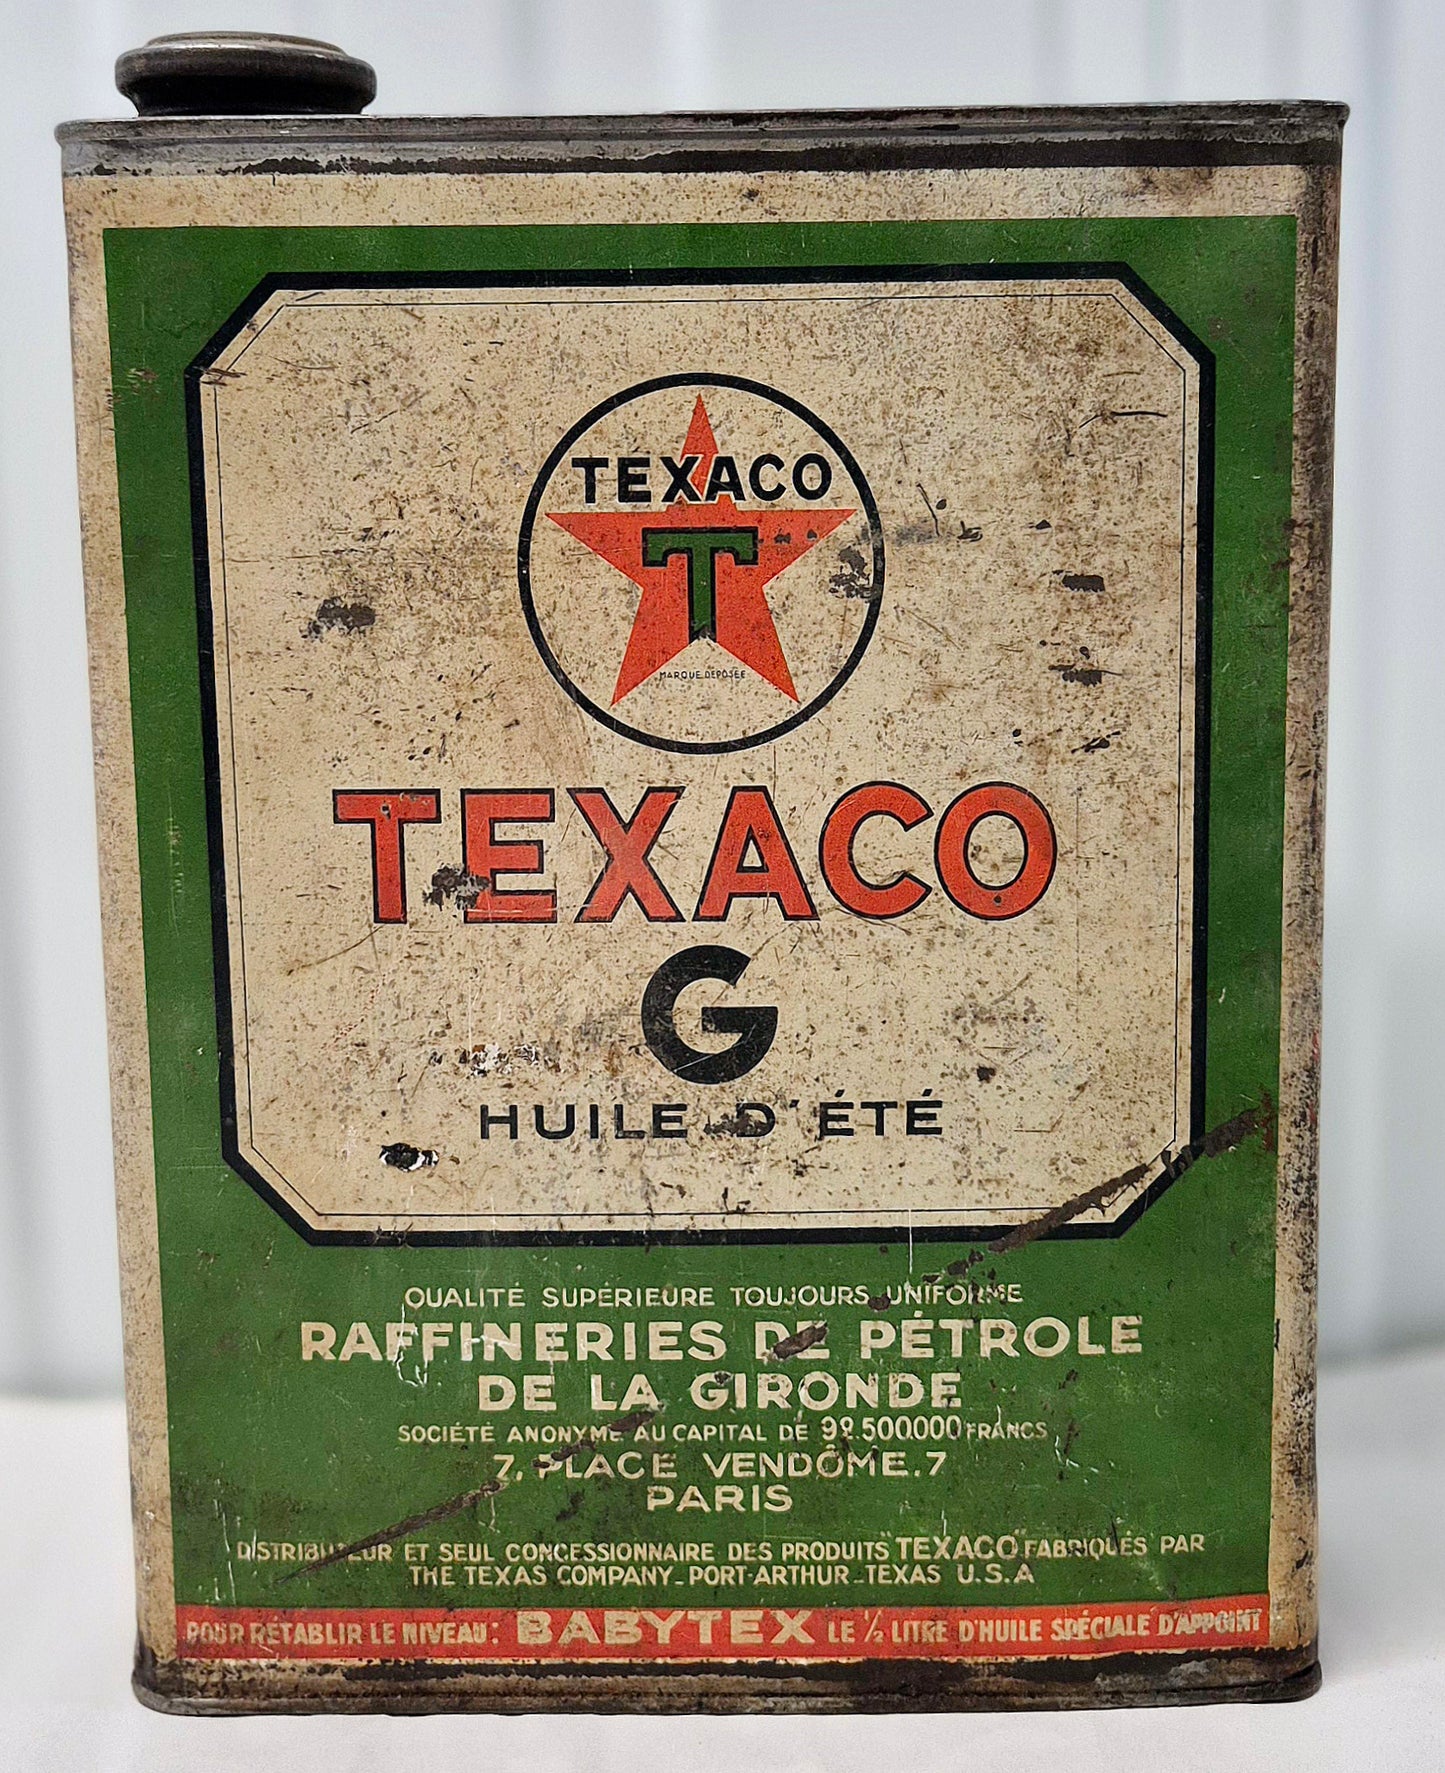 TEXACO
T
MARQUE DÉPOSÉE
TEXACO
G
HUILE D'ÉTÉ
QUALITÉ SUPÉRIEURE TOUJOURS UNIFORME
RAFFINERIES DE PÉTROLE
DE LA GIRONDE
SOCIÉTÉ ANONYME AU CAPITAL DE 98.500.000 FRANCS
7, PLACE VENDÔME, 7
PARIS
DISTRIBUTEUR ET SEUL CONCESSIONNAIRE DES PRODUITS "TEXACO" FABRIQUÉS PAR
THE TEXAS COMPANY_PORT-ARTHUR_TEXAS U.S.A
POUR RÉTABLIR LE NIVEAU: BABYTEX LE ½ LITRE D'HUILE SPÉCIALE D'APPOINT